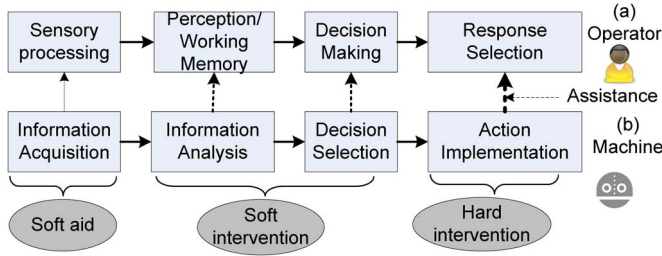 Sensory
processing
Perception/
Working
Memory
Decision
Making
Response
Selection
(a)
Operator
Assistance
Information
Acquisition
Information
Analysis
Decision
Selection
Action
Implementation
(b)
Machine
Soft aid
Soft
intervention
Hard
intervention